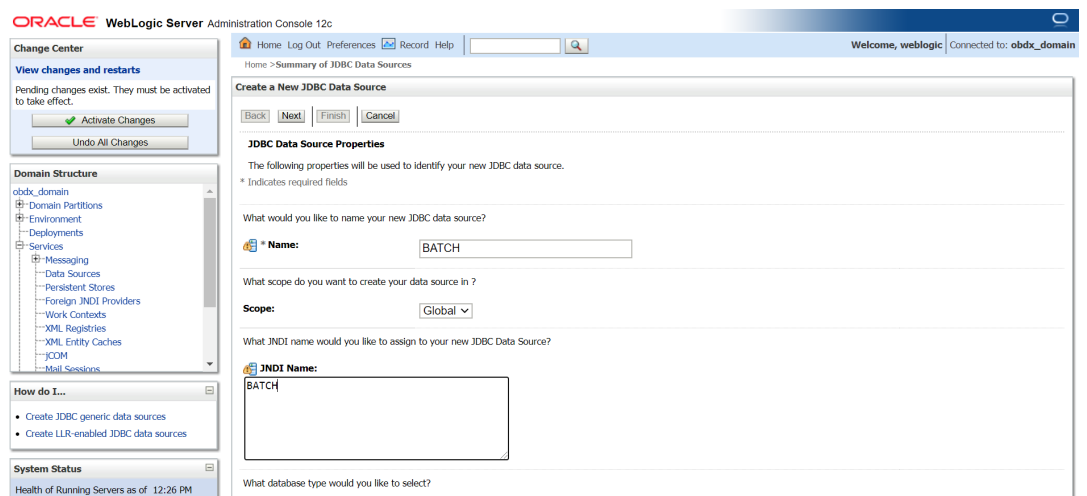 ORACLE WebLogic Server Administration Console 12c
Change Center
View changes and restarts
Pending changes exist. They must be activated
to take effect.
Activate Changes
Undo All Changes
Domain Structure
obdx_domain
Domain Partitions
Environment
Deployments
Services
Messaging
Data Sources
Persistent Stores
Foreign JNDI Providers
Work Contexts
XML Registries
XML Entity Caches
jCOM
Mail Sessions
How do I...
Create JDBC generic data sources
Create LLR-enabled JDBC data sources
System Status
Health of Running Servers as of 12:26 PM
Home Log Out Preferences Record Help
Welcome, weblogic Connected to: obdx_domain
Home >Summary of JDBC Data Sources
Create a New JDBC Data Source
Back Next Finish Cancel
JDBC Data Source Properties
The following properties will be used to identify your new JDBC data source.
* Indicates required fields
What would you like to name your new JDBC data source?
* Name: BATCH
What scope do you want to create your data source in ?
Scope: Global
What JNDI name would you like to assign to your new JDBC Data Source?
JNDI Name:
BATCH
What database type would you like to select?